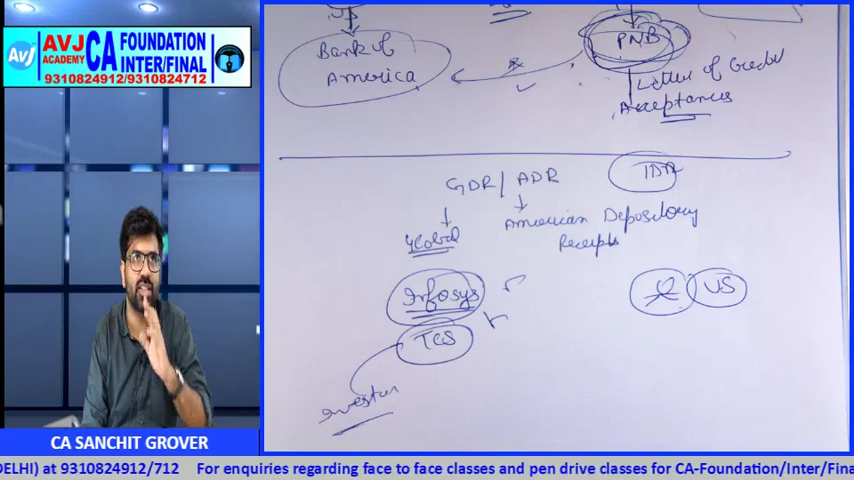 AVJ
ACADEMY
CA
FOUNDATION
INTER/FINAL
9310824912/9310824712
AVJ
Bank of
America
PNB
Letter of Credit
Acceptances
GDR/ADR
IDR
Global
American Depository
Receipts
Infosys
US
TCS
Investor
CA SANCHIT GROVER
DELHI) at 9310824912/712 For enquiries regarding face to face classes and pen drive classes for CA-Foundation/Inter/Fina